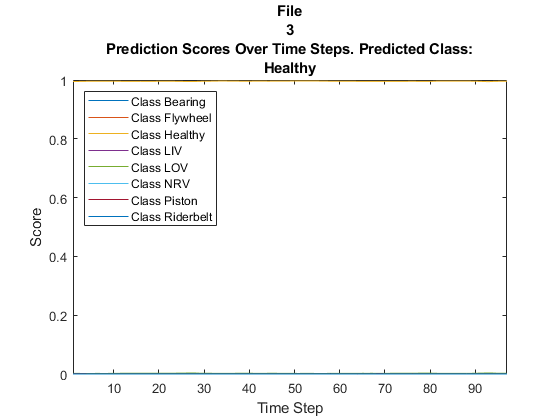 File
3
Prediction Scores Over Time Steps. Predicted Class:
Healthy
1
0.8
0.6
0.4
0.2
0
Score
Class Bearing
Class Flywheel
Class Healthy
Class LIV
Class LOV
Class NRV
Class Piston
Class Riderbelt
10 20 30 40 50 60 70 80 90
Time Step